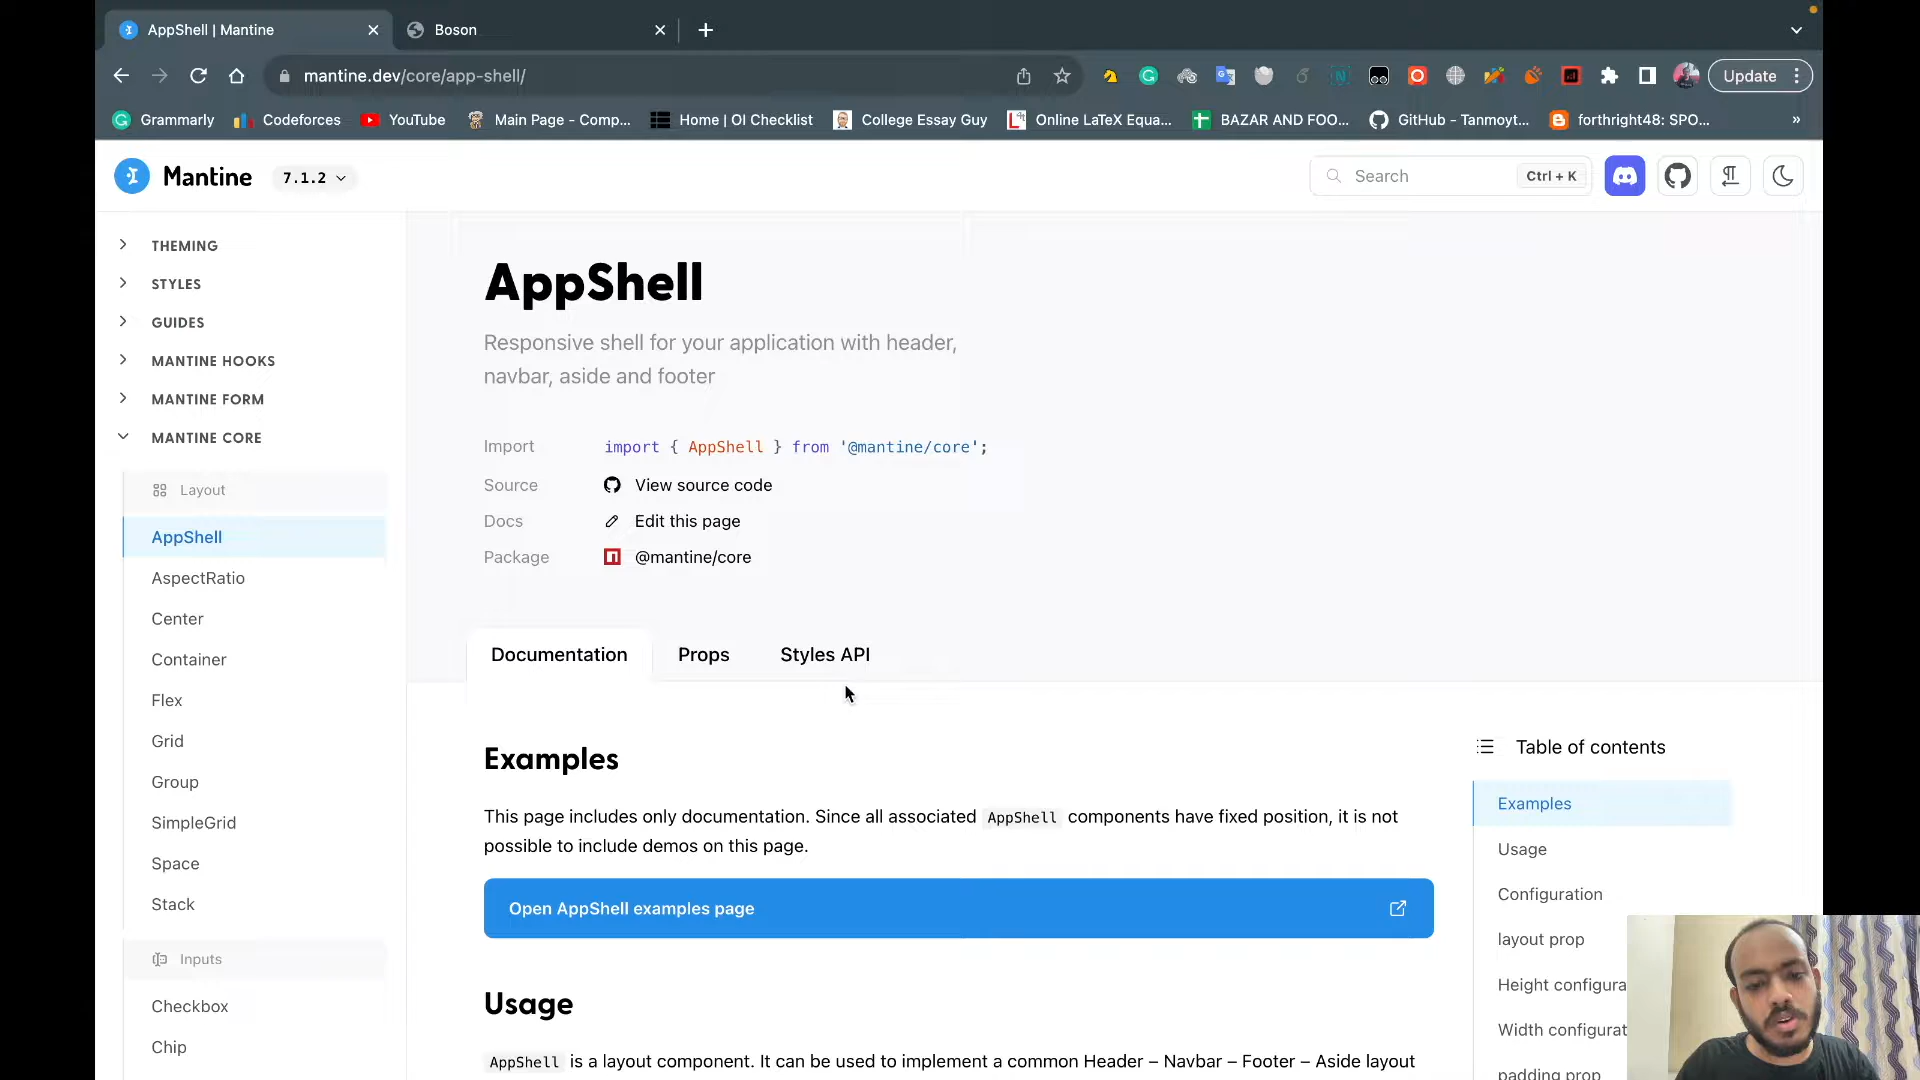 AppShell | Mantine
Boson
mantine.dev/core/app-shell/
Update
Grammarly
Codeforces
YouTube
Main Page - Comp...
Home | OI Checklist
College Essay Guy
Online LaTeX Equa...
BAZAR AND FOO...
GitHub - Tanmoyt...
forthright48: SPO...
»
Mantine
7.1.2
Search
Ctrl + K
THEMING
STYLES
GUIDES
MANTINE HOOKS
MANTINE FORM
MANTINE CORE
Layout
AppShell
AspectRatio
Center
Container
Flex
Grid
Group
SimpleGrid
Space
Stack
Inputs
Checkbox
Chip
AppShell
Responsive shell for your application with header,
navbar, aside and footer
Import import { AppShell } from '@mantine/core';
Source View source code
Docs Edit this page
Package @mantine/core
Documentation
Props
Styles API
Examples
This page includes only documentation. Since all associated AppShell components have fixed position, it is not
possible to include demos on this page.
Open AppShell examples page
Usage
AppShell is a layout component. It can be used to implement a common Header – Navbar – Footer – Aside layout
Table of contents
Examples
Usage
Configuration
layout prop
Height configura
Width configurat
padding prop